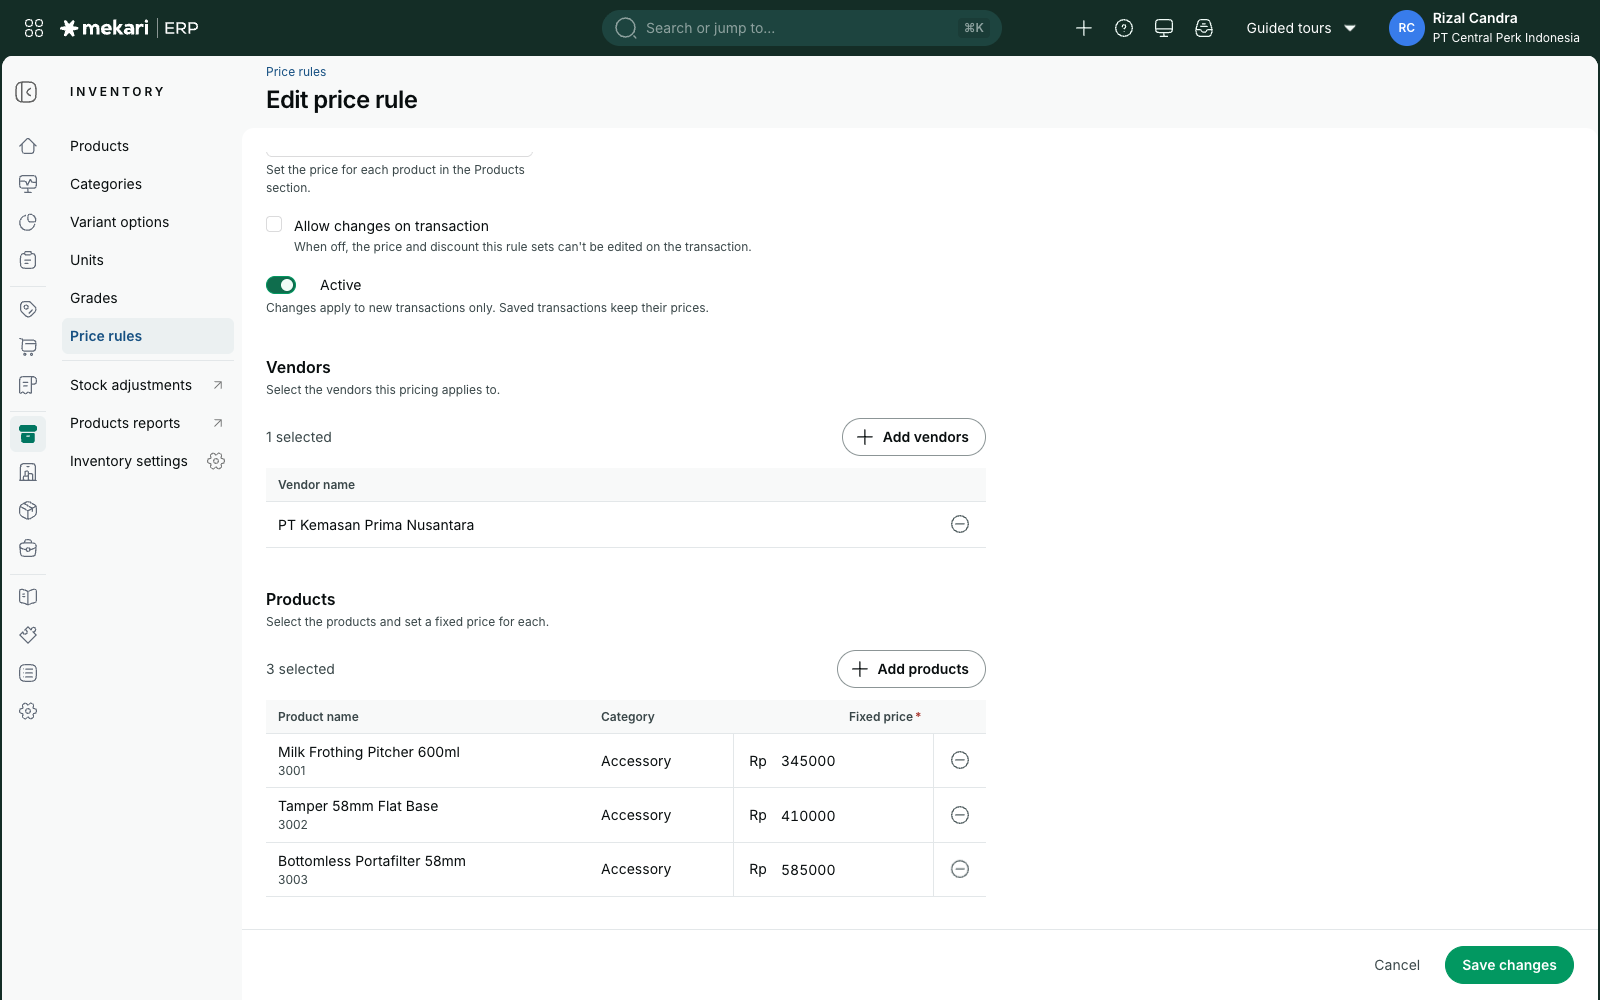 mekari ERP
Search or jump to...
⌘K
Guided tours
RC
Rizal Candra
PT Central Perk Indonesia
INVENTORY
Products
Categories
Variant options
Units
Grades
Price rules
Stock adjustments
Products reports
Inventory settings
Price rules
Edit price rule
Set the price for each product in the Products
section.
Allow changes on transaction
When off, the price and discount this rule sets can't be edited on the transaction.
Active
Changes apply to new transactions only. Saved transactions keep their prices.
Vendors
Select the vendors this pricing applies to.
1 selected
Add vendors
Vendor name
PT Kemasan Prima Nusantara
Products
Select the products and set a fixed price for each.
3 selected
Add products
Product name Category Fixed price *
Milk Frothing Pitcher 600ml
3001
Accessory
Rp 345000
Tamper 58mm Flat Base
3002
Accessory
Rp 410000
Bottomless Portafilter 58mm
3003
Accessory
Rp 585000
Cancel
Save changes